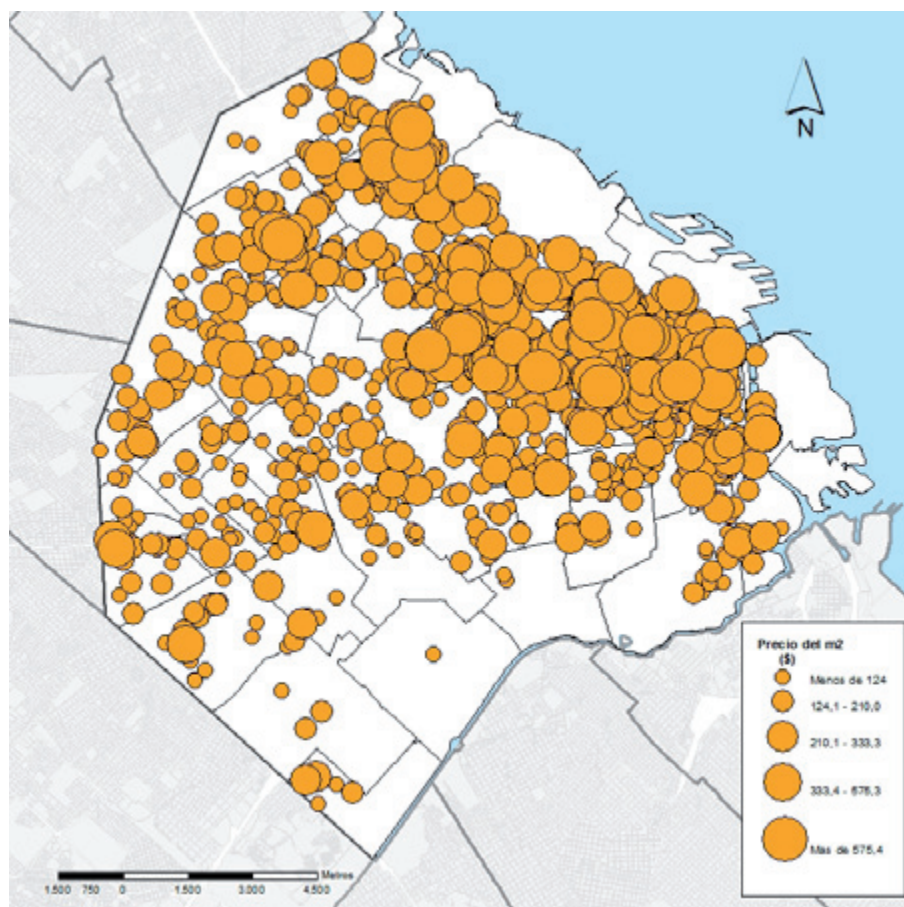 N
Precio del m2
($)
Menos de 124
124,1 - 210,0
210,1 - 333,3
333,4 - 575,3
Mas de 575,4
Metros
1.500 750 0 1.500 3.000 4.500